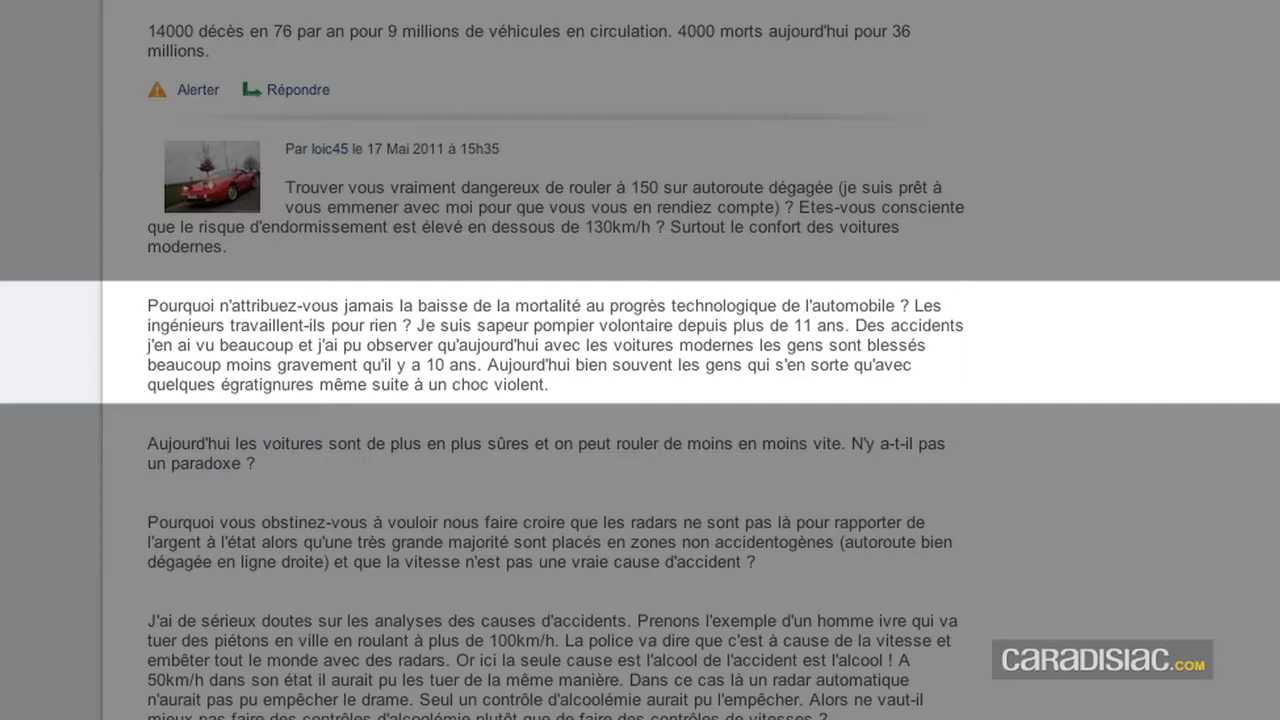 14000 décès en 76 par an pour 9 millions de véhicules en circulation. 4000 morts aujourd'hui pour 36
millions.
Alerter Répondre
Par loic45 le 17 Mai 2011 à 15h35
Trouver vous vraiment dangereux de rouler à 150 sur autoroute dégagée (je suis prêt à
vous emmener avec moi pour que vous vous en rendiez compte) ? Etes-vous consciente
que le risque d'endormissement est élevé en dessous de 130km/h ? Surtout le confort des voitures
modernes.
Pourquoi n'attribuez-vous jamais la baisse de la mortalité au progrès technologique de l'automobile ? Les
ingénieurs travaillent-ils pour rien ? Je suis sapeur pompier volontaire depuis plus de 11 ans. Des accidents
j'en ai vu beaucoup et j'ai pu observer qu'aujourd'hui avec les voitures modernes les gens sont blessés
beaucoup moins gravement qu'il y a 10 ans. Aujourd'hui bien souvent les gens qui s'en sorte qu'avec
quelques égratignures même suite à un choc violent.
Aujourd'hui les voitures sont de plus en plus sûres et on peut rouler de moins en moins vite. N'y a-t-il pas
un paradoxe ?
Pourquoi vous obstinez-vous à vouloir nous faire croire que les radars ne sont pas là pour rapporter de
l'argent à l'état alors qu'une très grande majorité sont placés en zones non accidentogènes (autoroute bien
dégagée en ligne droite) et que la vitesse n'est pas une vraie cause d'accident ?
J'ai de sérieux doutes sur les analyses des causes d'accidents. Prenons l'exemple d'un homme ivre qui va
tuer des piétons en ville en roulant à plus de 100km/h. La police va dire que c'est à cause de la vitesse et
embêter tout le monde avec des radars. Or ici la seule cause est l'alcool de l'accident est l'alcool ! A
50km/h dans son état il aurait pu les tuer de la même manière. Dans ce cas là un radar automatique
n'aurait pas pu empêcher le drame. Seul un contrôle d'alcoolémie aurait pu l'empêcher. Alors ne vaut-il
mieux pas faire des contrôles d'alcoolémie plutôt que de faire des contrôles de vitesses ?
CARADISIAC.COM